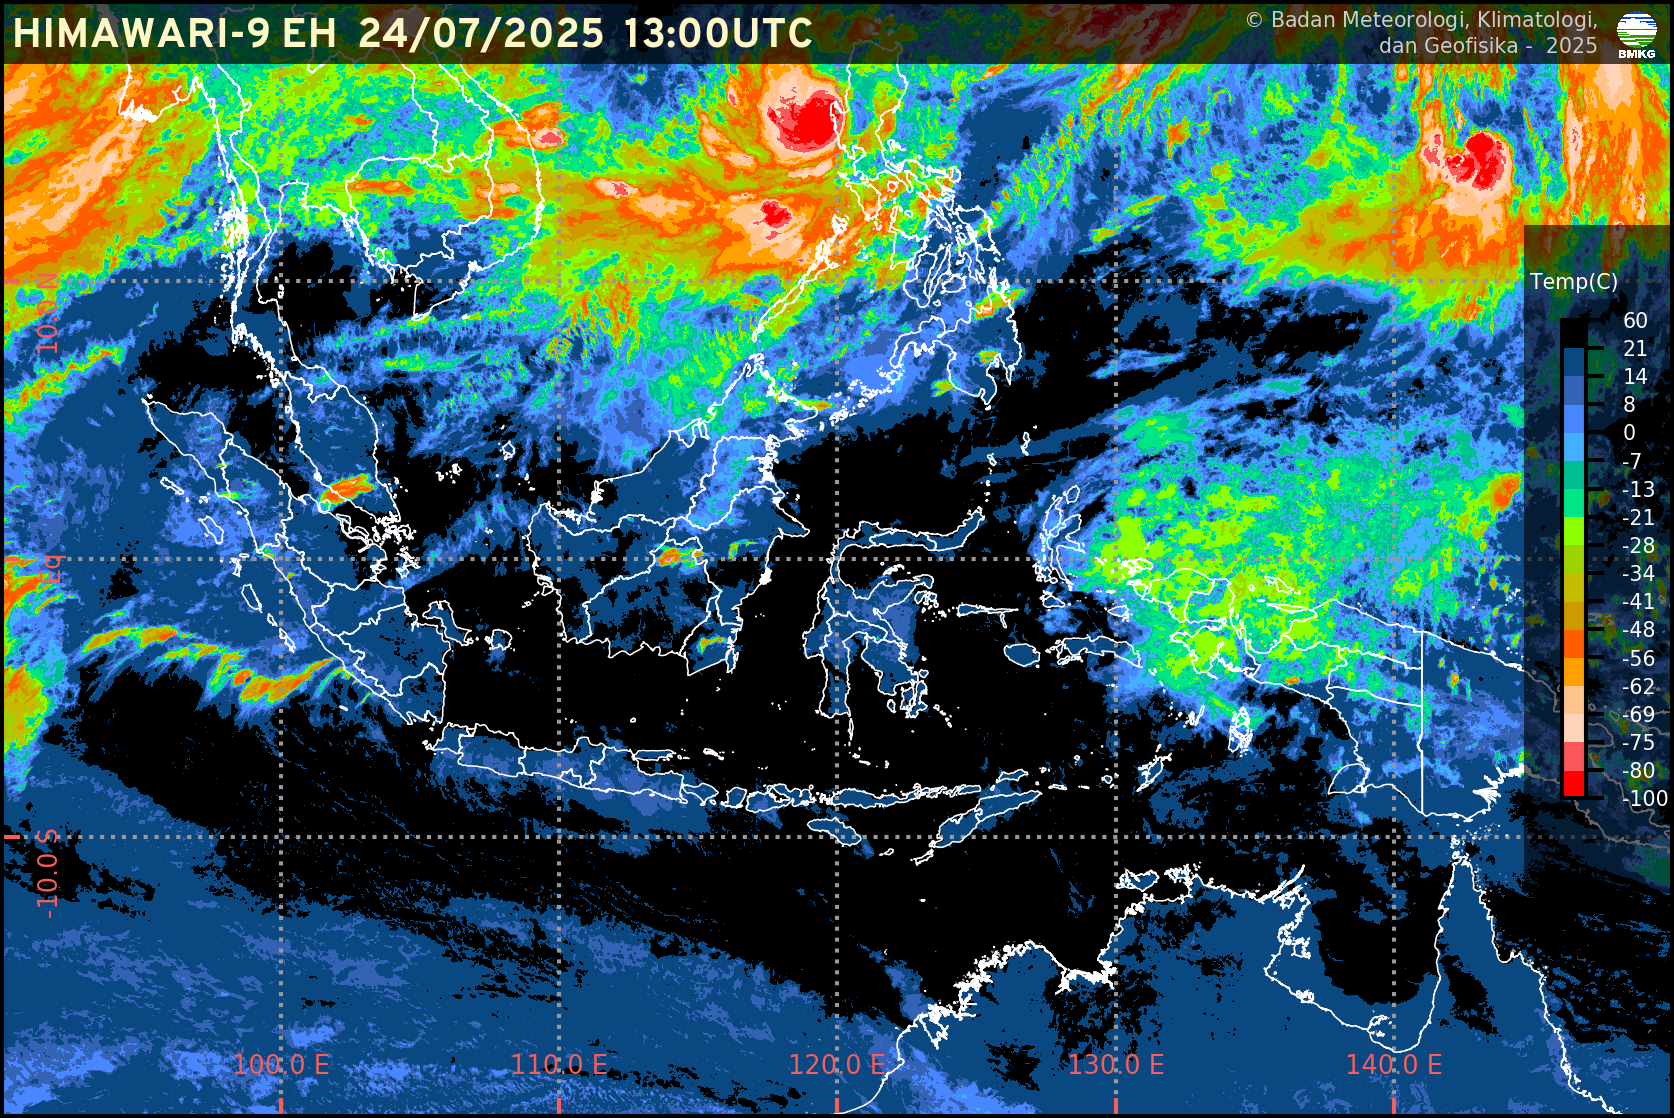 HIMAWARI-9 EH 24/07/2025 13:00UTC
© Badan Meteorologi, Klimatologi,
dan Geofisika - 2025
BMKG
Temp(C)
60
21
14
8
0
-7
-13
-21
-28
-34
-41
-48
-56
-62
-69
-75
-80
-100
10.0 N
Eq
-10.0 S
100.0 E
110.0 E
120.0 E
130.0 E
140.0 E